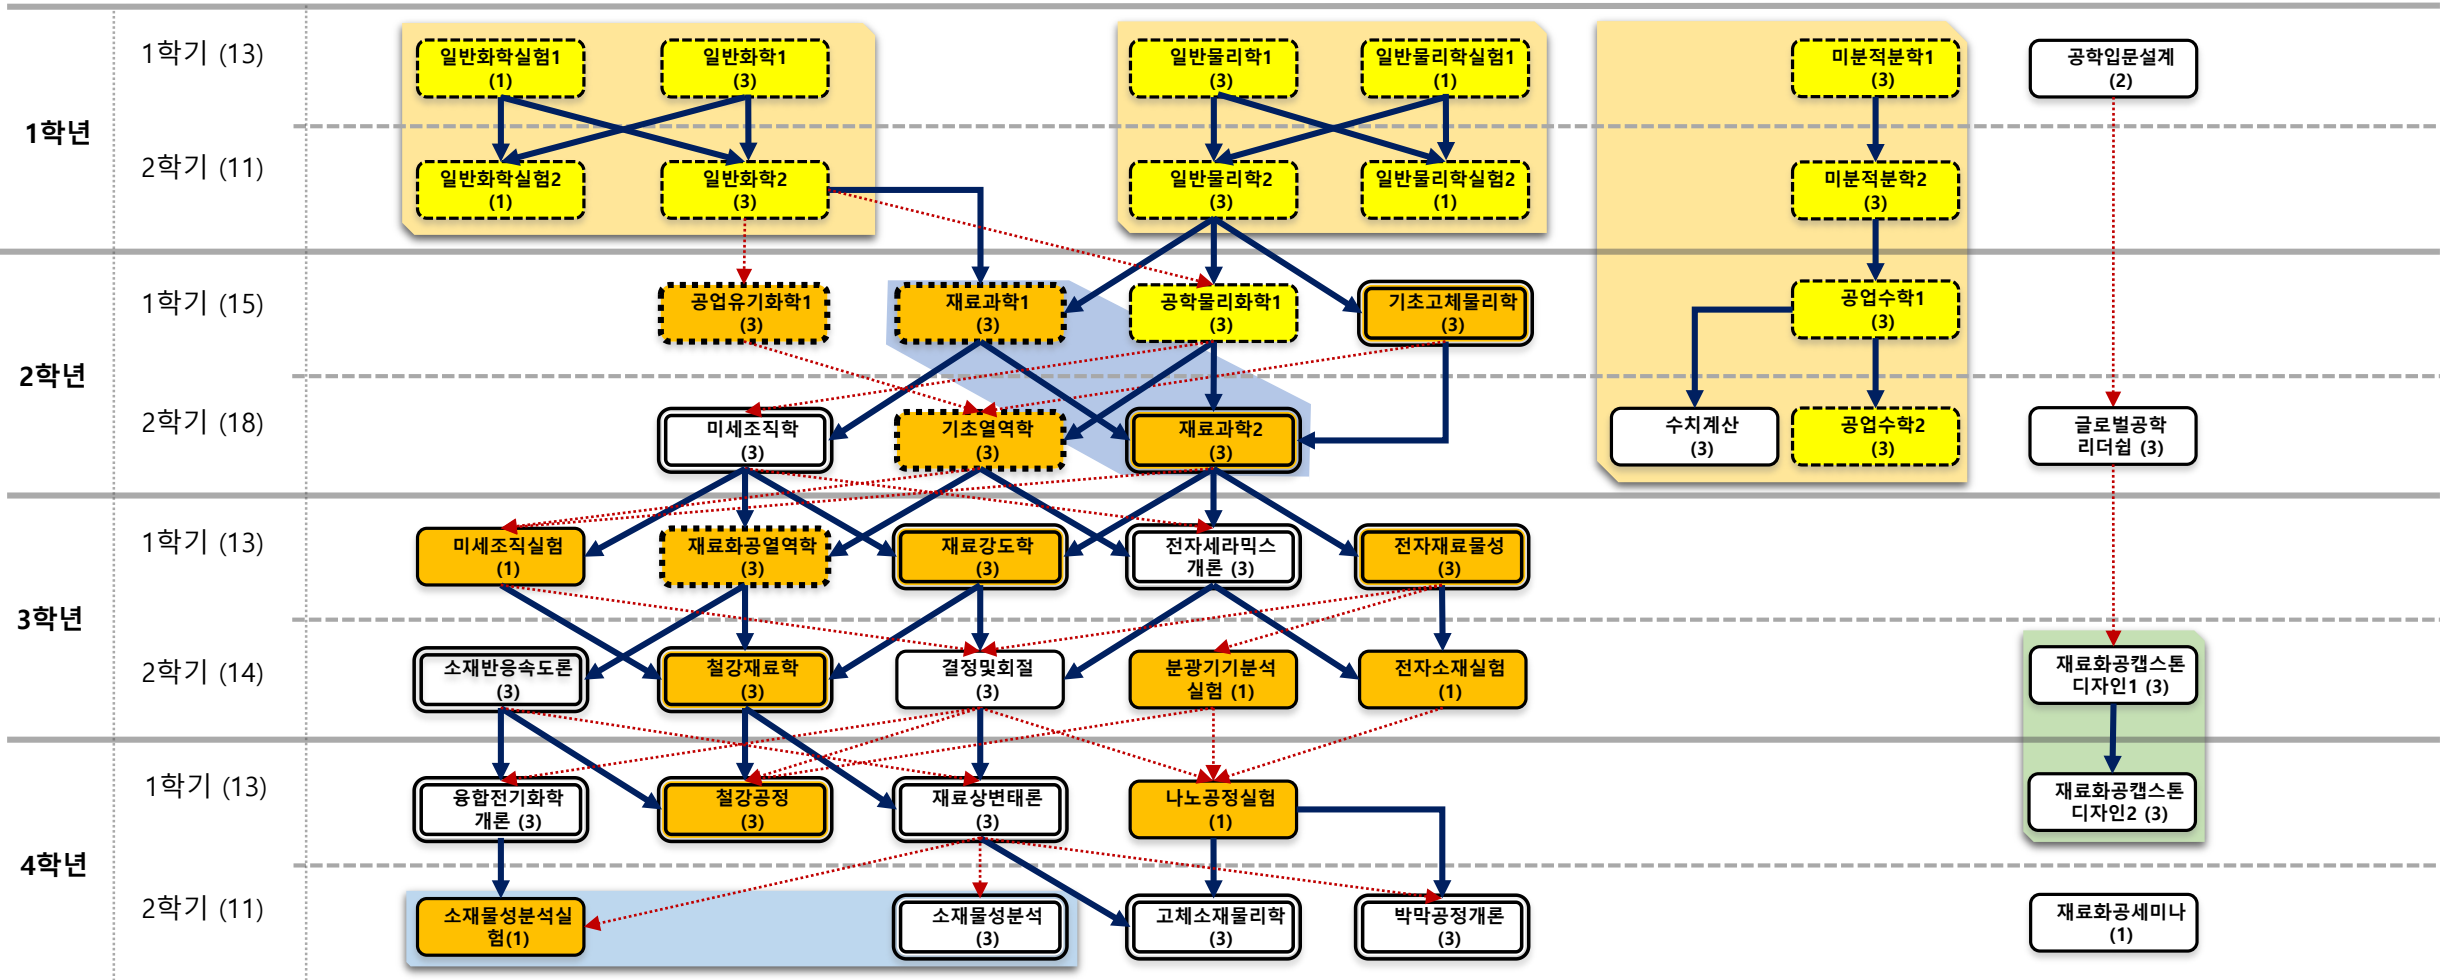 1학년
1학기 (13)
일반화학실험1
(1)
일반화학1
(3)
일반물리학1
(3)
일반물리학실험1
(1)
미분적분학1
(3)
공학입문설계
(2)
2학기 (11)
일반화학실험2
(1)
일반화학2
(3)
일반물리학2
(3)
일반물리학실험2
(1)
미분적분학2
(3)
2학년
1학기 (15)
공업유기화학1
(3)
재료과학1
(3)
공학물리화학1
(3)
기초고체물리학
(3)
공업수학1
(3)
2학기 (18)
미세조직학
(3)
기초열역학
(3)
재료과학2
(3)
수치계산
(3)
공업수학2
(3)
글로벌공학
리더쉽 (3)
3학년
1학기 (13)
미세조직실험
(1)
재료화공열역학
(3)
재료강도학
(3)
전자세라믹스
개론 (3)
전자재료물성
(3)
2학기 (14)
소재반응속도론
(3)
철강재료학
(3)
결정및회절
(3)
분광기기분석
실험 (1)
전자소재실험
(1)
재료화공캡스톤
디자인1 (3)
4학년
1학기 (13)
융합전기화학
개론 (3)
철강공정
(3)
재료상변태론
(3)
나노공정실험
(1)
재료화공캡스톤
디자인2 (3)
2학기 (11)
소재물성분석실
험(1)
소재물성분석
(3)
고체소재물리학
(3)
박막공정개론
(3)
재료화공세미나
(1)